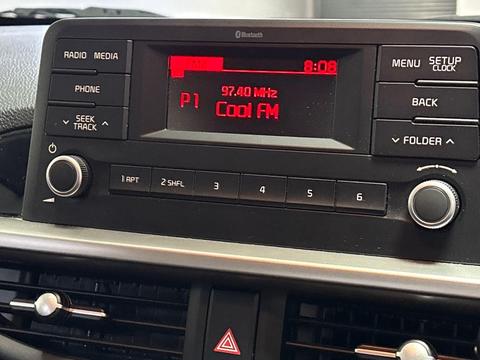 Bluetooth
RADIO MEDIA
PHONE
SEEK
TRACK
8:08
97.40 MHz
P1
Cool FM
MENU
SETUP
CLOCK
BACK
FOLDER
1 RPT
2 SHFL
3
4
5
6